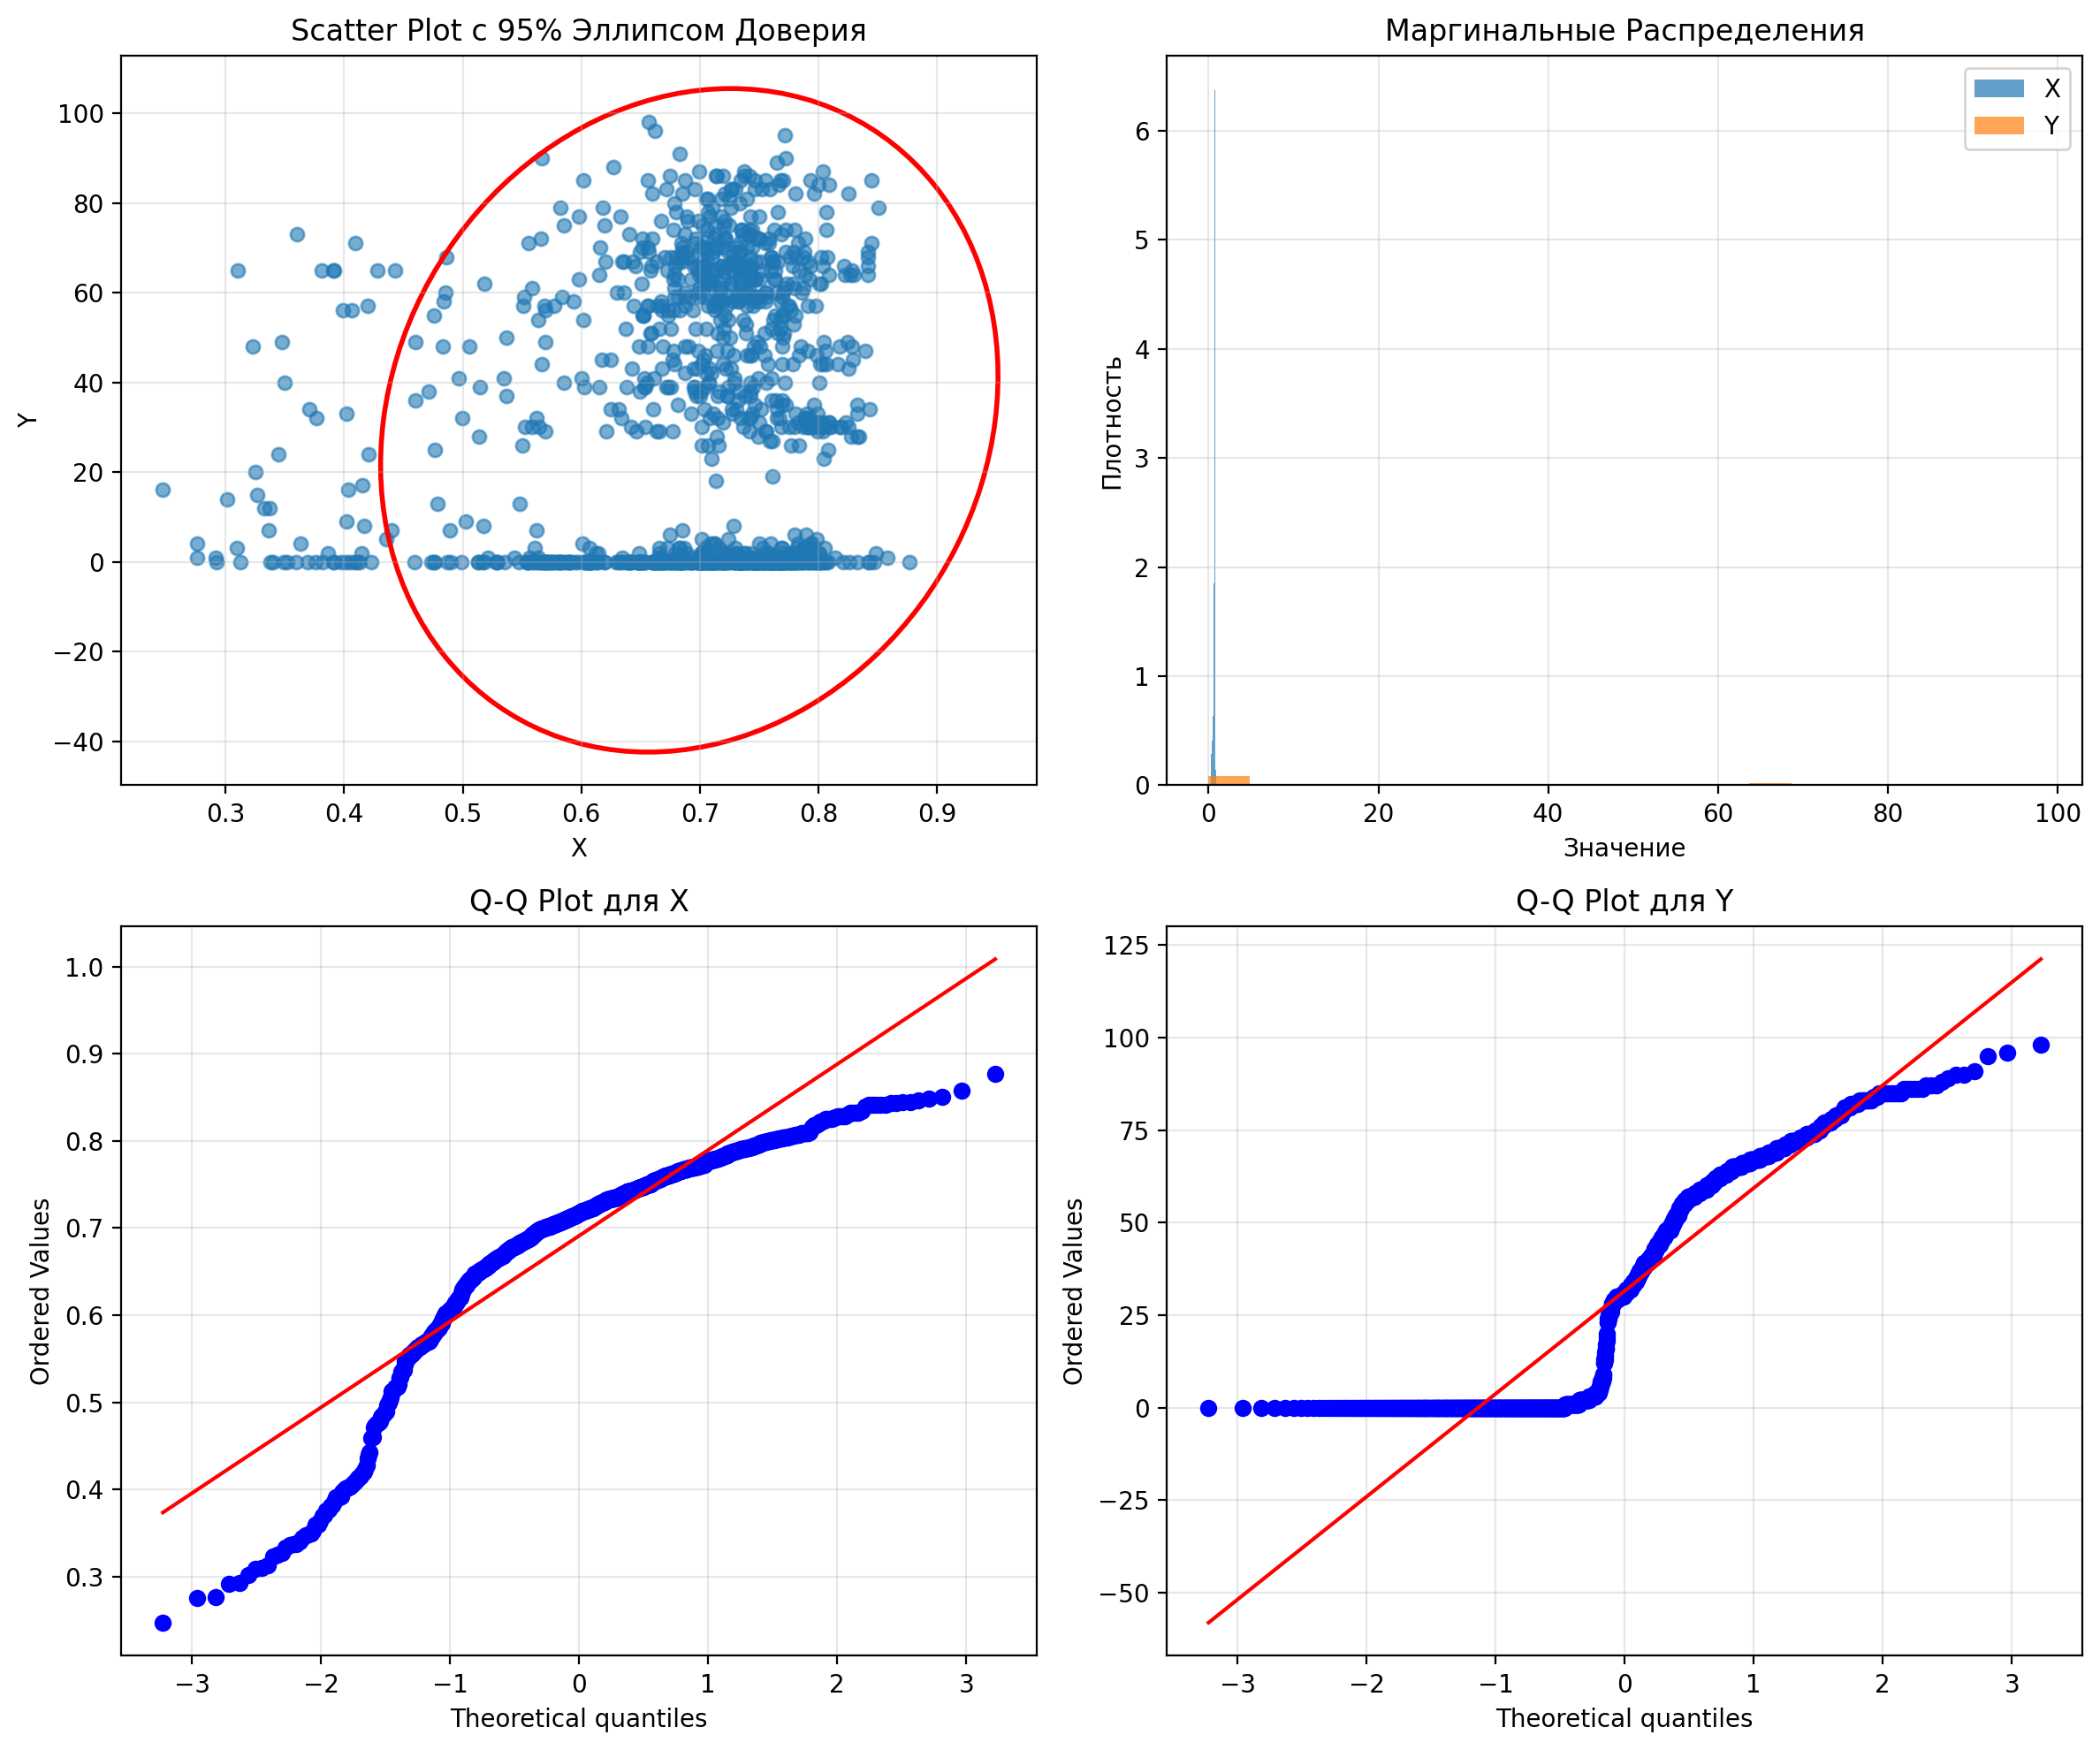 Scatter Plot с 95% Эллипсом Доверия
100
80
60
40
20
0
−20
−40
Y
0.3 0.4 0.5 0.6 0.7 0.8 0.9
X
Маргинальные Распределения
X
Y
6
5
4
3
2
1
0
Плотность
0 20 40 60 80 100
Значение
Q-Q Plot для X
1.0
0.9
0.8
0.7
0.6
0.5
0.4
0.3
Ordered Values
−3 −2 −1 0 1 2 3
Theoretical quantiles
Q-Q Plot для Y
125
100
75
50
25
0
−25
−50
Ordered Values
−3 −2 −1 0 1 2 3
Theoretical quantiles